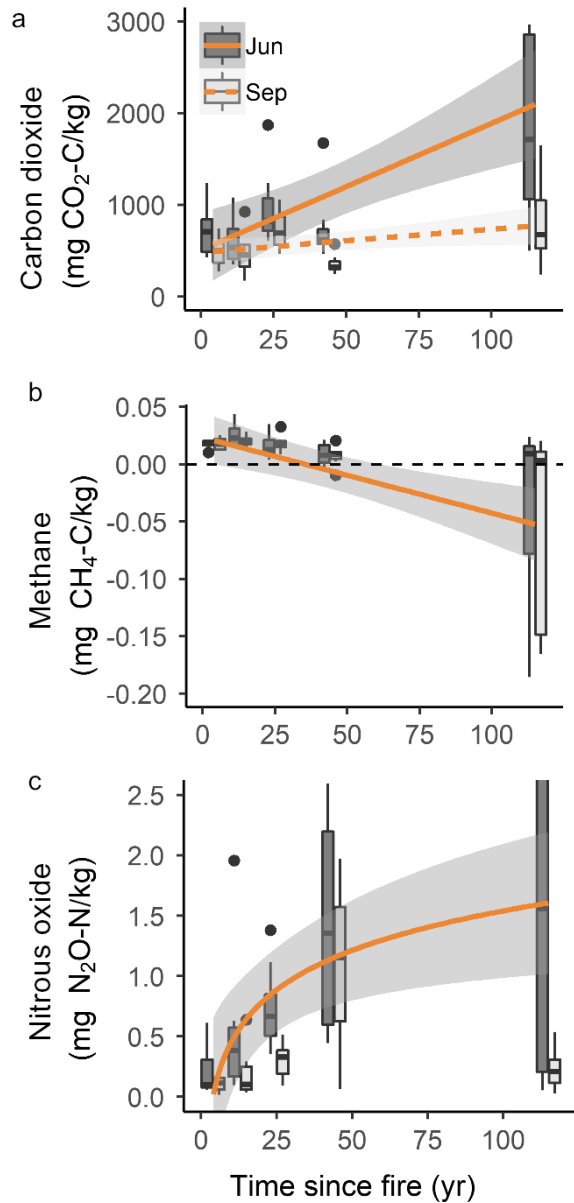 a
Carbon dioxide
(mg CO₂-C/kg)
3000
2000
1000
0
Jun
Sep
0 25 50 75 100
b
Methane
(mg CH₄-C/kg)
0.05
0.00
-0.05
-0.10
-0.15
-0.20
0 25 50 75 100
c
Nitrous oxide
(mg N₂O-N/kg)
2.5
2.0
1.5
1.0
0.5
0.0
0 25 50 75 100
Time since fire (yr)